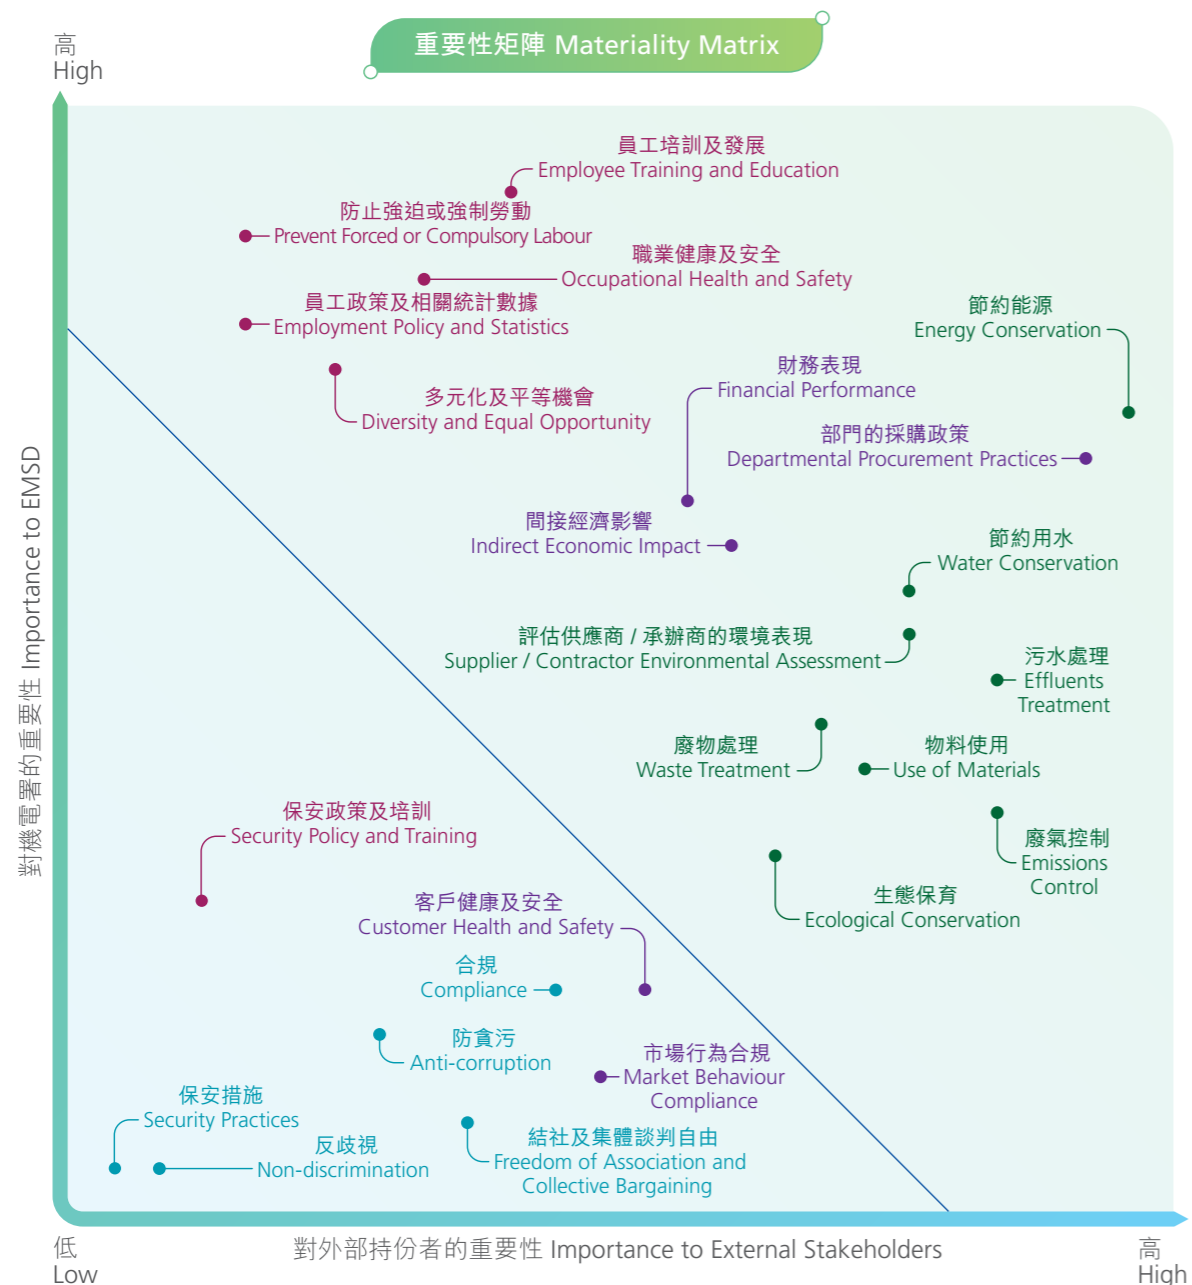 高
High
重要性矩陣 Materiality Matrix
員工培訓及發展
Employee Training and Education
防止強迫或強制勞動
Prevent Forced or Compulsory Labour
職業健康及安全
Occupational Health and Safety
員工政策及相關統計數據
Employment Policy and Statistics
節約能源
Energy Conservation
財務表現
Financial Performance
多元化及平等機會
Diversity and Equal Opportunity
部門的採購政策
Departmental Procurement Practices
間接經濟影響
Indirect Economic Impact
節約用水
Water Conservation
評估供應商 / 承辦商的環境表現
Supplier / Contractor Environmental Assessment
污水處理
Effluents
Treatment
廢物處理
Waste Treatment
物料使用
Use of Materials
對機電署的重要性 Importance to EMSD
保安政策及培訓
Security Policy and Training
廢氣控制
Emissions
Control
生態保育
Ecological Conservation
客戶健康及安全
Customer Health and Safety
合規
Compliance
防貪污
Anti-corruption
市場行為合規
Market Behaviour
Compliance
保安措施
Security Practices
反歧視
Non-discrimination
結社及集體談判自由
Freedom of Association and
Collective Bargaining
低
Low
對外部持份者的重要性 Importance to External Stakeholders
高
High